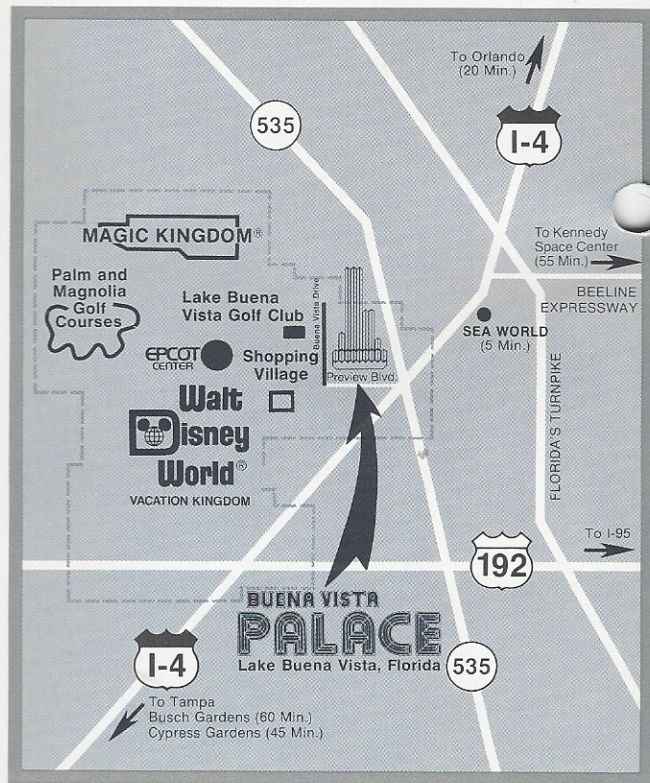 To Orlando
(20 Min.)
I-4
535
To Kennedy
Space Center
(55 Min.)
BEELINE
EXPRESSWAY
MAGIC KINGDOM®
Palm and
Magnolia
Golf
Courses
Lake Buena
Vista Golf Club
Buena Vista Drive
SEA WORLD
(5 Min.)
EPCOT
CENTER
Shopping
Village
Preview Blvd.
FLORIDA'S TURNPIKE
Walt
Disney
World®
VACATION KINGDOM
To I-95
192
BUENA VISTA
PALACE
Lake Buena Vista, Florida
535
I-4
To Tampa
Busch Gardens (60 Min.)
Cypress Gardens (45 Min.)